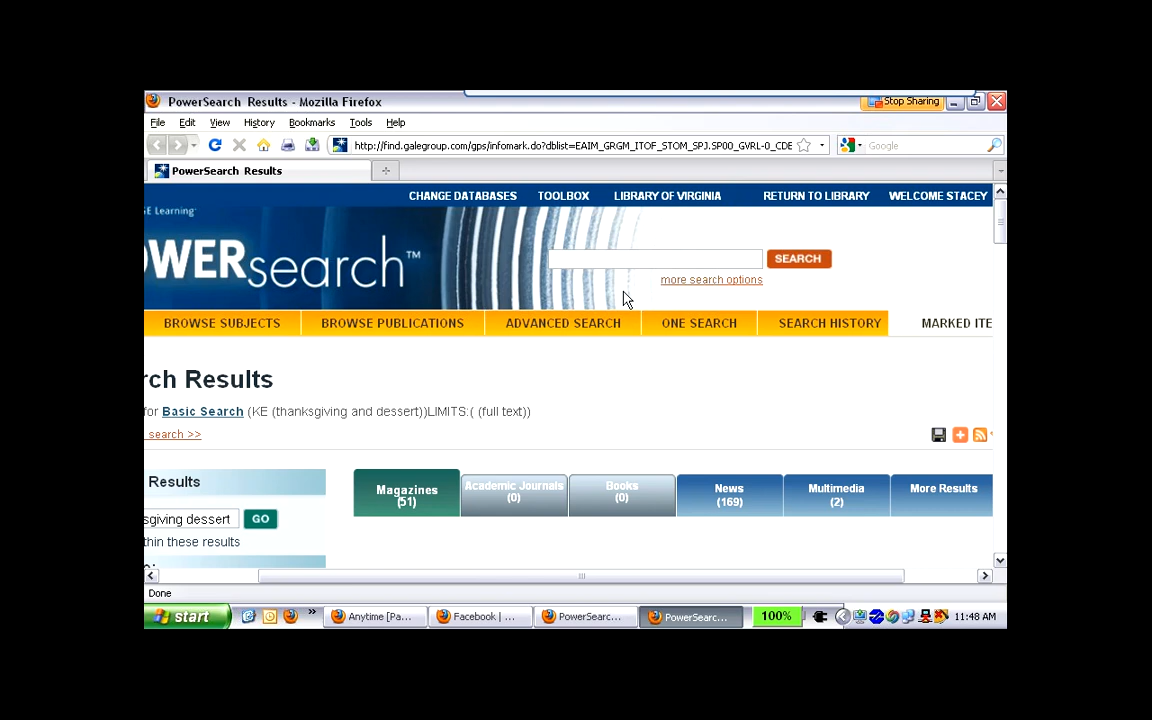 PowerSearch Results - Mozilla Firefox
Stop Sharing
File Edit View History Bookmarks Tools Help
http://find.galegroup.com/gps/infomark.do?dblist=EAIM_GRGM_ITOF_STOM_SPJ.SP00_GVRL-0_CDE
Google
PowerSearch Results
CHANGE DATABASES TOOLBOX LIBRARY OF VIRGINIA RETURN TO LIBRARY WELCOME STACEY
GE Learning
OWERsearch™
SEARCH
more search options
BROWSE SUBJECTS BROWSE PUBLICATIONS ADVANCED SEARCH ONE SEARCH SEARCH HISTORY MARKED ITE
rch Results
for Basic Search (KE (thanksgiving and dessert))LIMITS:( (full text))
search >>
Results
Magazines (51)
Academic Journals (0)
Books (0)
News (169)
Multimedia (2)
More Results
sgiving dessert GO
thin these results
Done
start
Anytime [Pa...
Facebook | ...
PowerSearc...
PowerSearc...
100%
11:48 AM